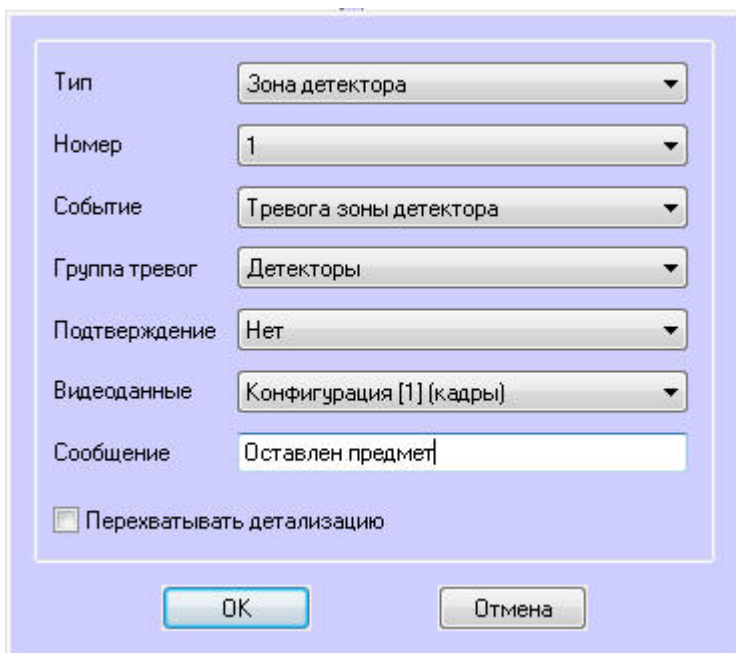 Тип Зона детектора
Номер 1
Событие Тревога зоны детектора
Группа тревог Детекторы
Подтверждение Нет
Видеоданные Конфигурация [1] (кадры)
Сообщение Оставлен предмет
Перехватывать детализацию
OK Отмена